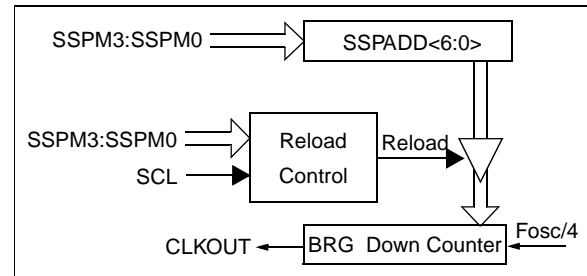 SSPM3:SSPM0
SSPADD<6:0>
SSPM3:SSPM0
SCL
Reload
Control
Reload
CLKOUT
BRG Down Counter
Fosc/4